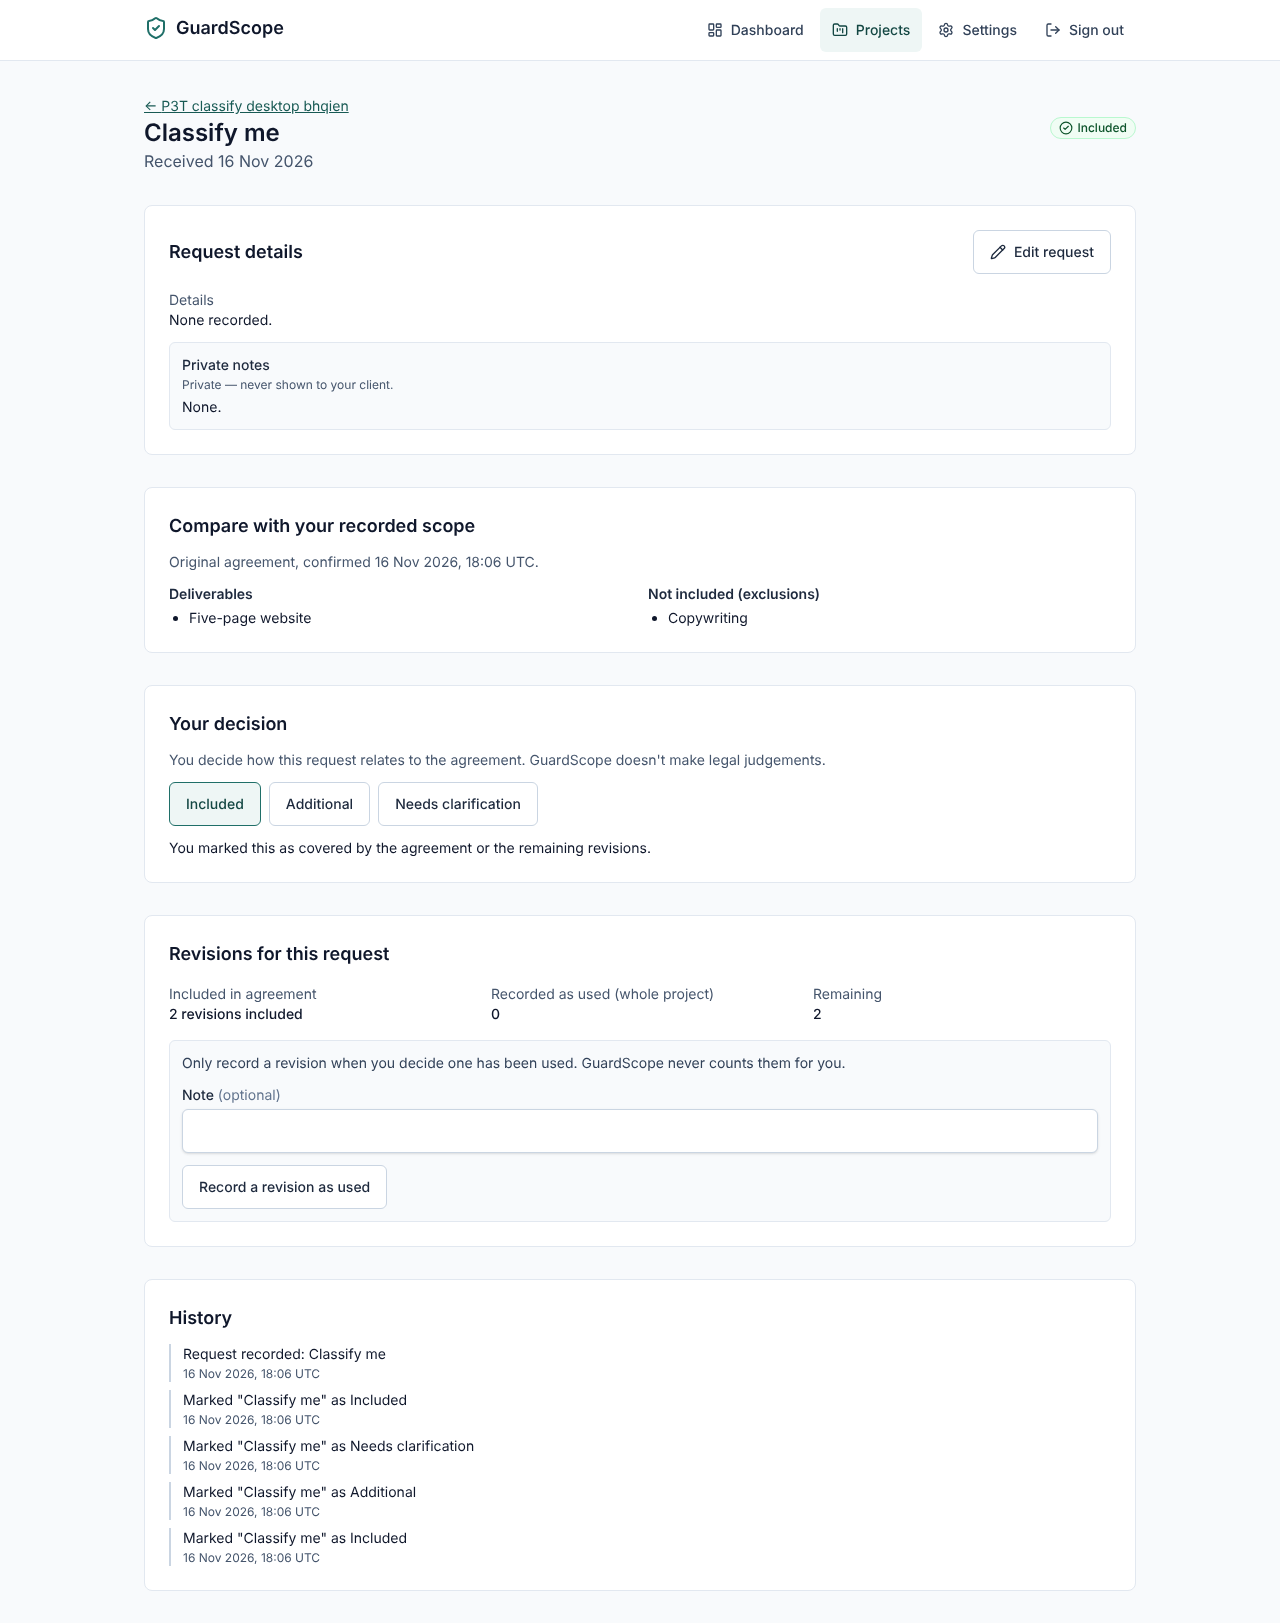 GuardScope
Dashboard
Projects
Settings
Sign out
← P3T classify desktop bhqien
Classify me
Included
Received 16 Nov 2026
Request details
Edit request
Details
None recorded.
Private notes
Private — never shown to your client.
None.
Compare with your recorded scope
Original agreement, confirmed 16 Nov 2026, 18:06 UTC.
Deliverables
• Five-page website
Not included (exclusions)
• Copywriting
Your decision
You decide how this request relates to the agreement. GuardScope doesn't make legal judgements.
Included
Additional
Needs clarification
You marked this as covered by the agreement or the remaining revisions.
Revisions for this request
Included in agreement
2 revisions included
Recorded as used (whole project)
0
Remaining
2
Only record a revision when you decide one has been used. GuardScope never counts them for you.
Note (optional)
Record a revision as used
History
Request recorded: Classify me
16 Nov 2026, 18:06 UTC
Marked "Classify me" as Included
16 Nov 2026, 18:06 UTC
Marked "Classify me" as Needs clarification
16 Nov 2026, 18:06 UTC
Marked "Classify me" as Additional
16 Nov 2026, 18:06 UTC
Marked "Classify me" as Included
16 Nov 2026, 18:06 UTC